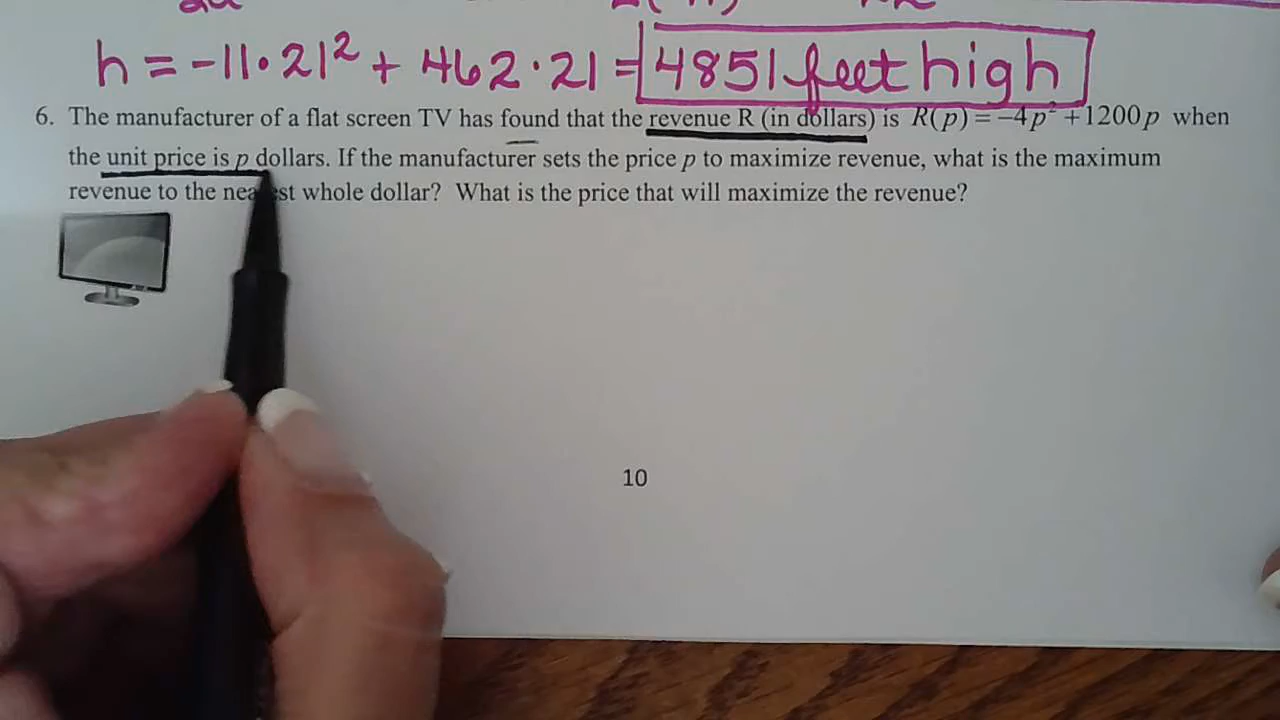 h = -11·21² + 462·21 = 4851 feet high
6. The manufacturer of a flat screen TV has found that the revenue R (in dollars) is R(p) = −4p² +1200p when
the unit price is p dollars. If the manufacturer sets the price p to maximize revenue, what is the maximum
revenue to the nearest whole dollar? What is the price that will maximize the revenue?
10